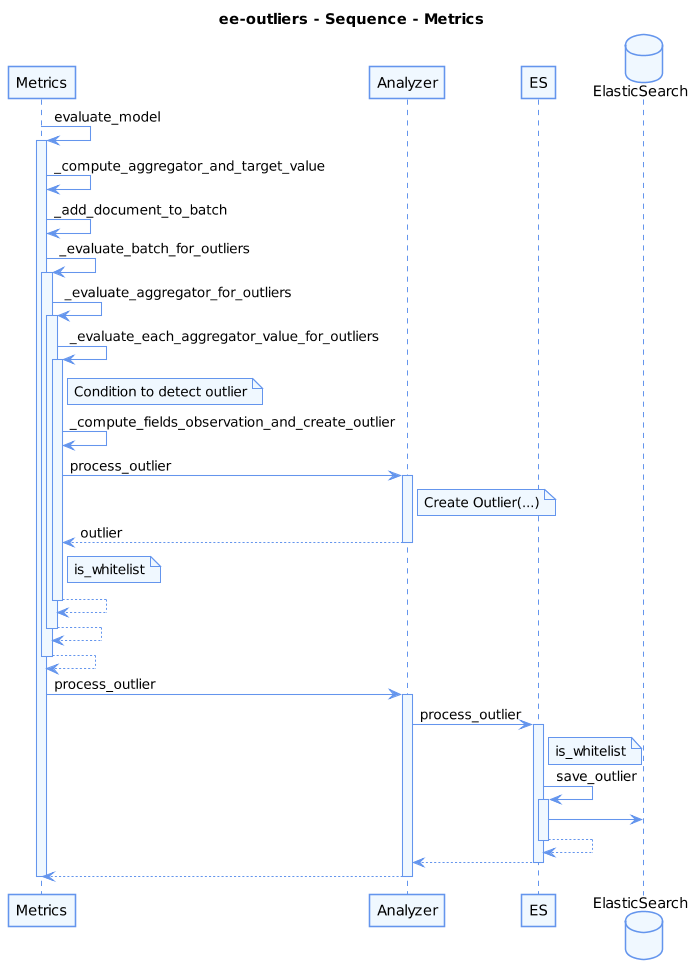 ee-outliers - Sequence - Metrics
Metrics
Analyzer
ES
ElasticSearch
evaluate_model
_compute_aggregator_and_target_value
_add_document_to_batch
_evaluate_batch_for_outliers
_evaluate_aggregator_for_outliers
_evaluate_each_aggregator_value_for_outliers
Condition to detect outlier
_compute_fields_observation_and_create_outlier
process_outlier
Create Outlier(...)
outlier
is_whitelist
process_outlier
process_outlier
is_whitelist
save_outlier
Metrics
Analyzer
ES
ElasticSearch